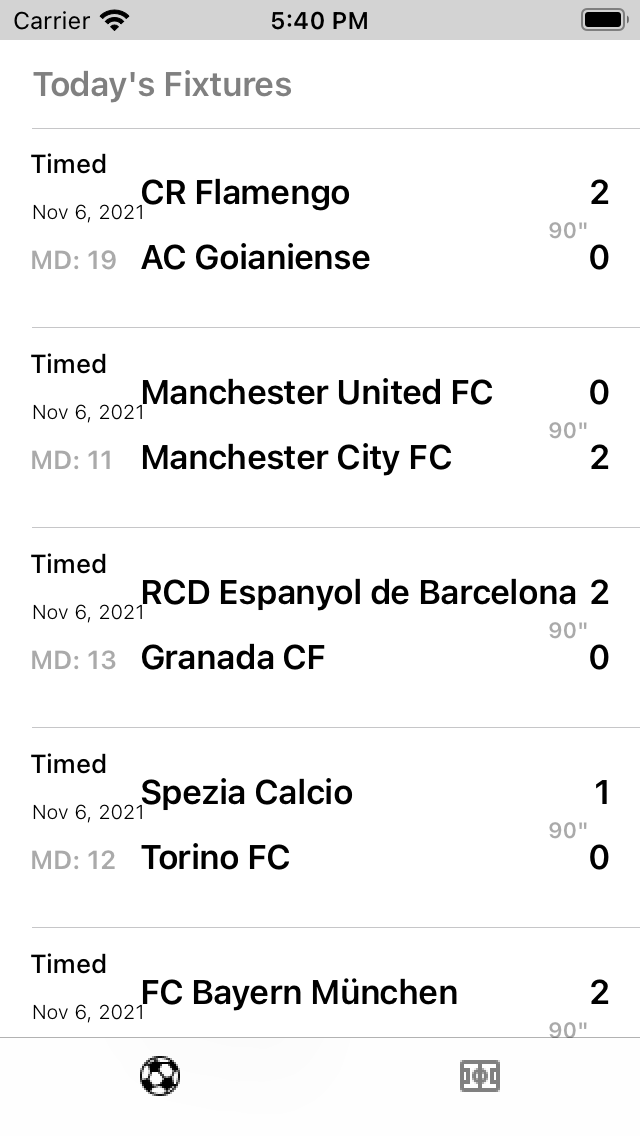 Carrier 5:40 PM
Today's Fixtures
Timed
CR Flamengo 2
Nov 6, 2021
90"
MD: 19 AC Goianiense 0
Timed
Manchester United FC 0
Nov 6, 2021
90"
MD: 11 Manchester City FC 2
Timed
RCD Espanyol de Barcelona 2
Nov 6, 2021
90"
MD: 13 Granada CF 0
Timed
Spezia Calcio 1
Nov 6, 2021
90"
MD: 12 Torino FC 0
Timed
FC Bayern München 2
Nov 6, 2021
90"